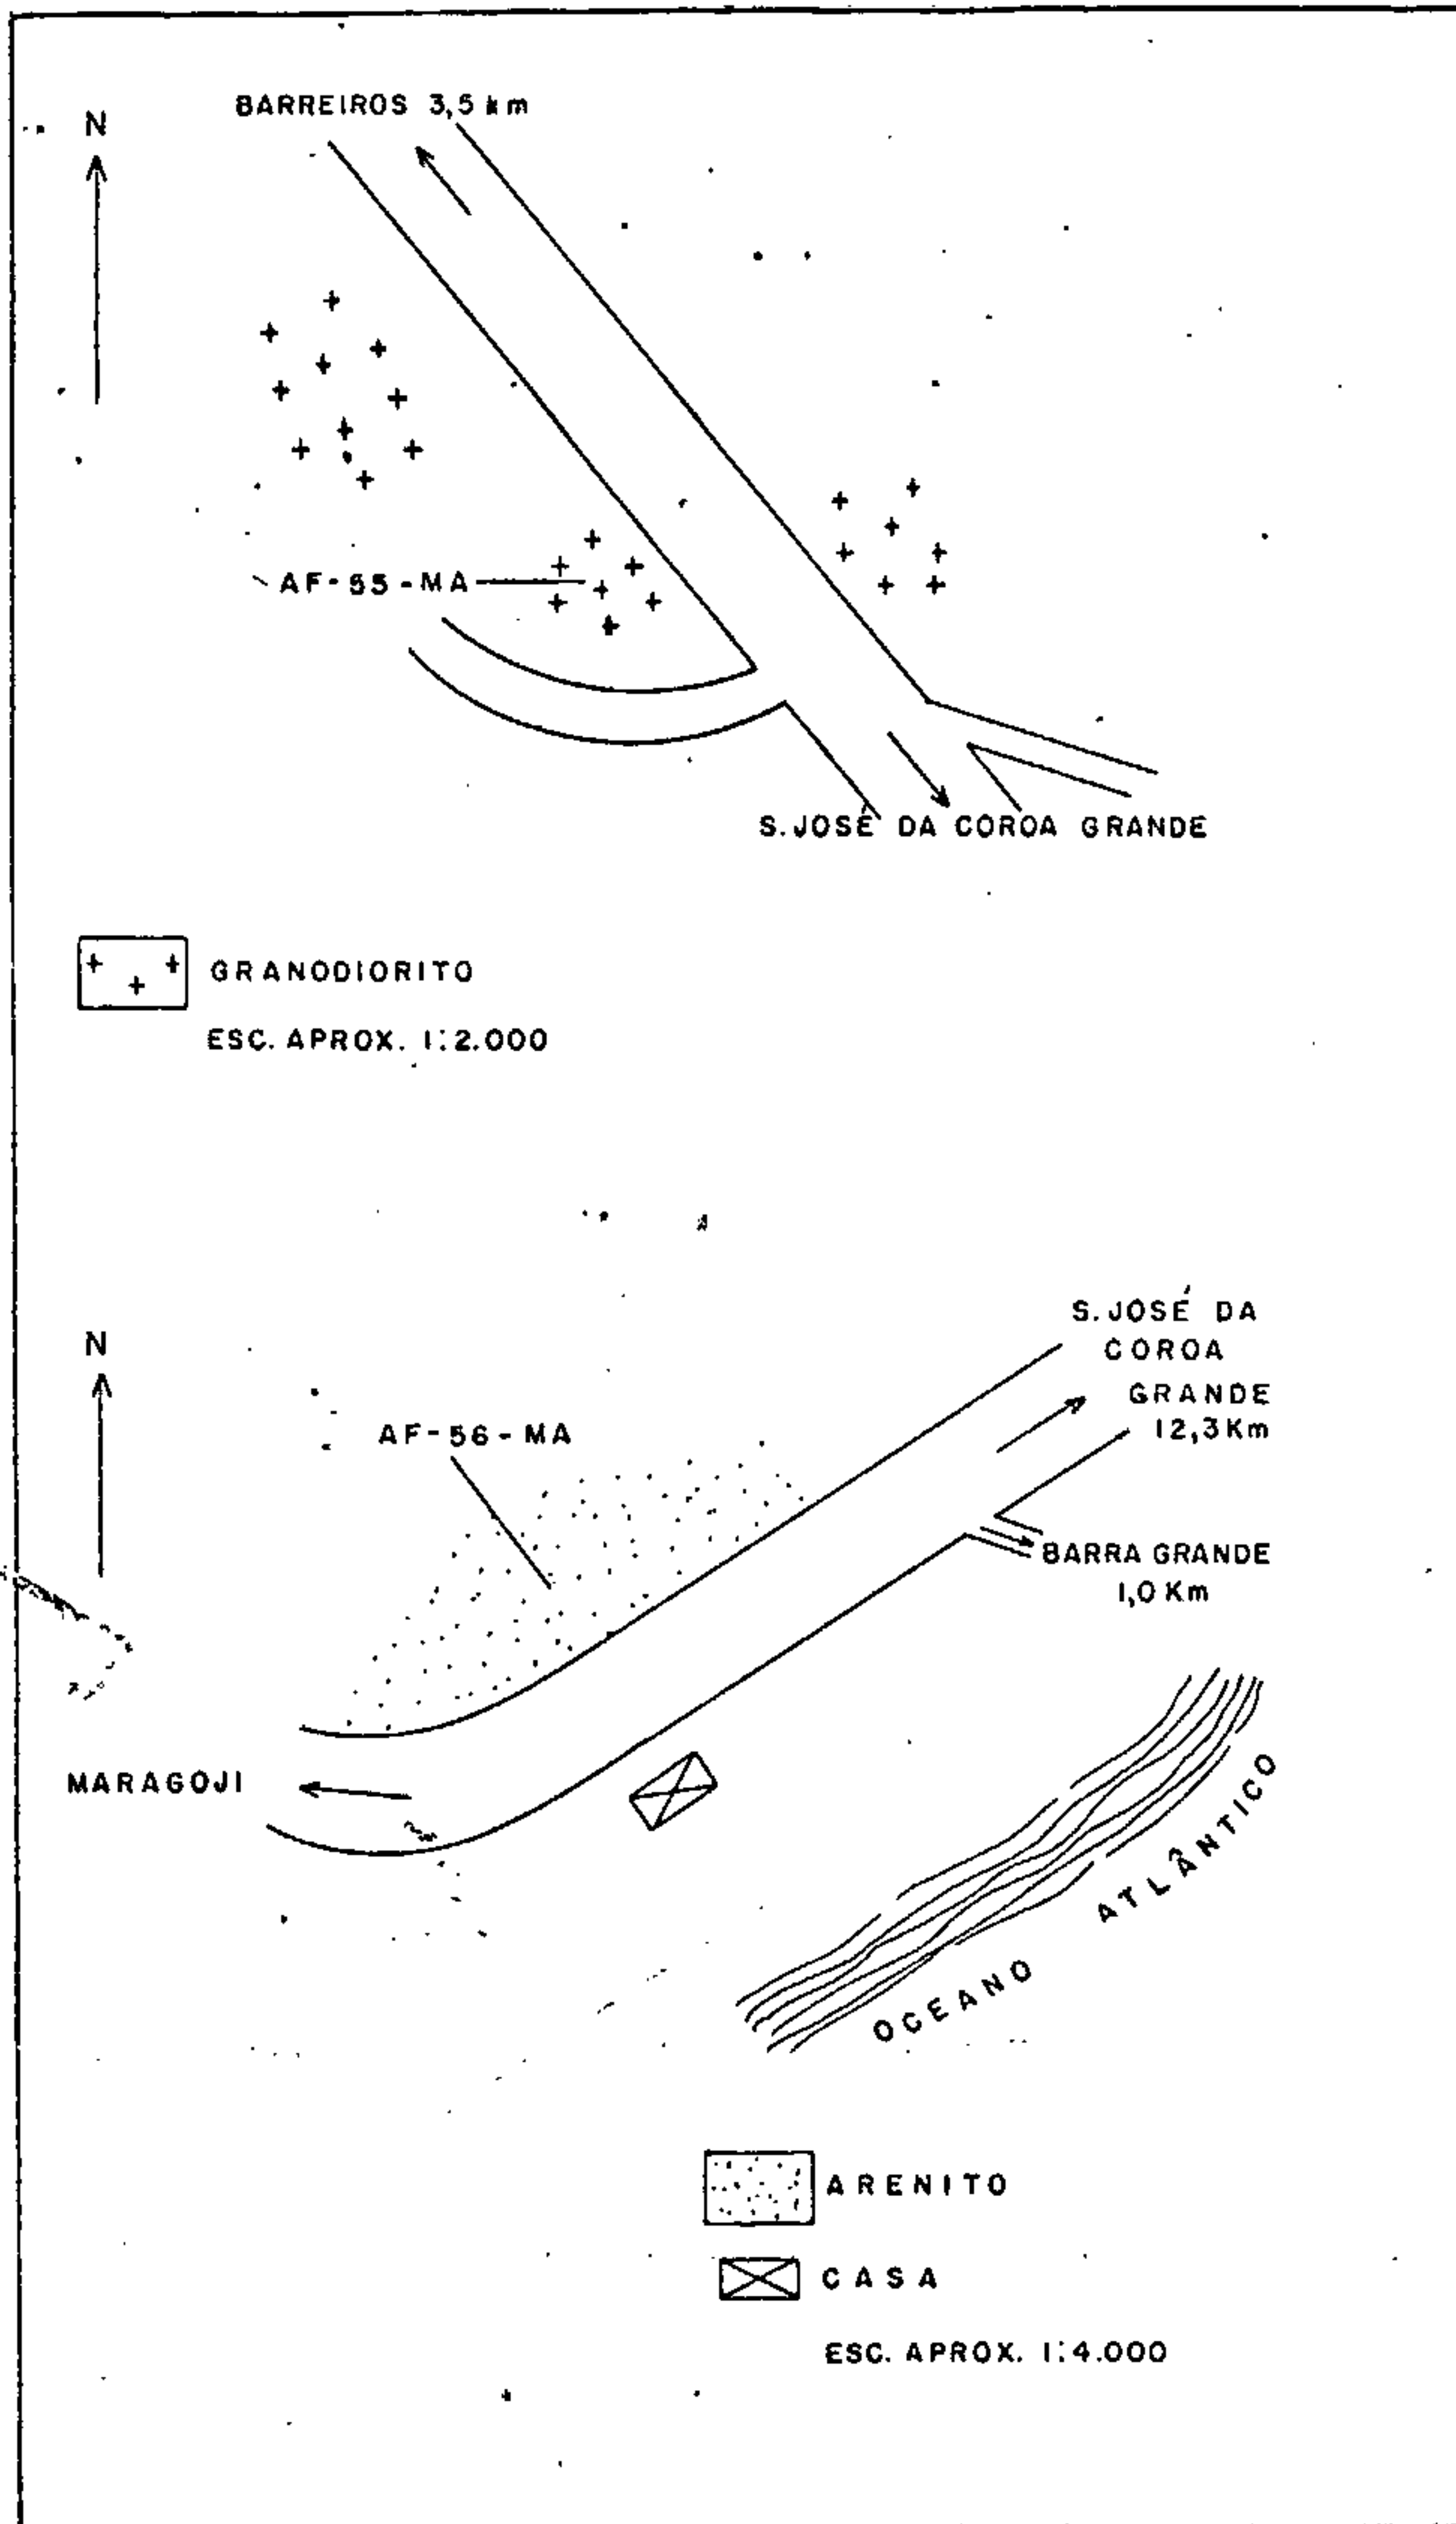 BARREIROS 3,5 km
N
AF-55-MA
S. JOSÉ DA COROA GRANDE
GRANODIORITO
ESC. APROX. 1:2.000
N
S. JOSÉ DA
COROA
GRANDE
12,3 Km
AF-56-MA
BARRA GRANDE
1,0 Km
MARAGOJI
OCEANO ATLÂNTICO
ARENITO
CASA
ESC. APROX. 1:4.000